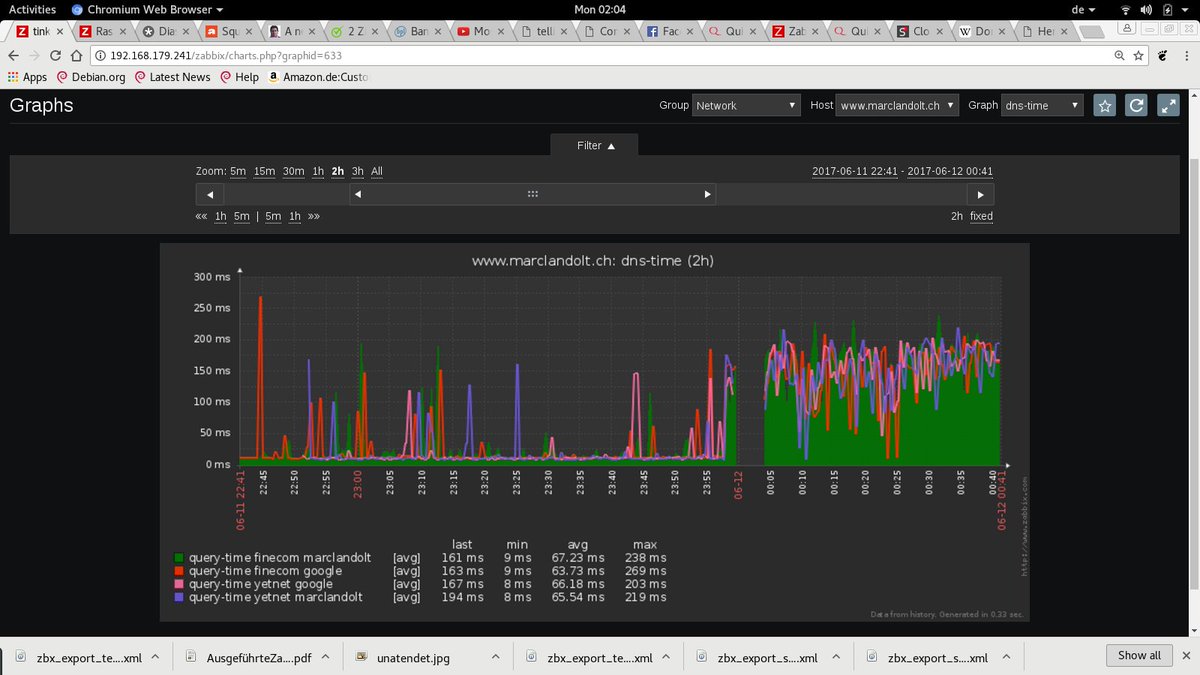 Activities Chromium Web Browser Mon 02:04 de
tink Ras Dia Squ A n 2 Z Ban Mo telli Co Fac Qui Zab Qui Clo Do He
192.168.179.241/zabbix/charts.php?graphid=633
Apps Debian.org Latest News Help Amazon.de:Custo
Graphs Group Network Host www.marclandolt.ch Graph dns-time
Filter
Zoom: 5m 15m 30m 1h 2h 3h All 2017-06-11 22:41 - 2017-06-12 00:41
«« 1h 5m | 5m 1h »» 2h fixed
www.marclandolt.ch: dns-time (2h)
300 ms
250 ms
200 ms
150 ms
100 ms
50 ms
0 ms
06-11 22:41 22:45 22:50 22:55 23:00 23:05 23:10 23:15 23:20 23:25 23:30 23:35 23:40 23:45 23:50 23:55 06-12 00:05 00:10 00:15 00:20 00:25 00:30 00:35 00:40 06-12 00:41
http://www.zabbix.com
last min avg max
query-time finecom marclandolt [avg] 161 ms 9 ms 67.23 ms 238 ms
query-time finecom google [avg] 163 ms 9 ms 63.73 ms 269 ms
query-time yetnet google [avg] 167 ms 8 ms 66.18 ms 203 ms
query-time yetnet marclandolt [avg] 194 ms 8 ms 65.54 ms 219 ms
Data from history. Generated in 0.33 sec.
zbx_export_te....xml AusgeführteZa....pdf unatendet.jpg zbx_export_te....xml zbx_export_s....xml zbx_export_s....xml Show all